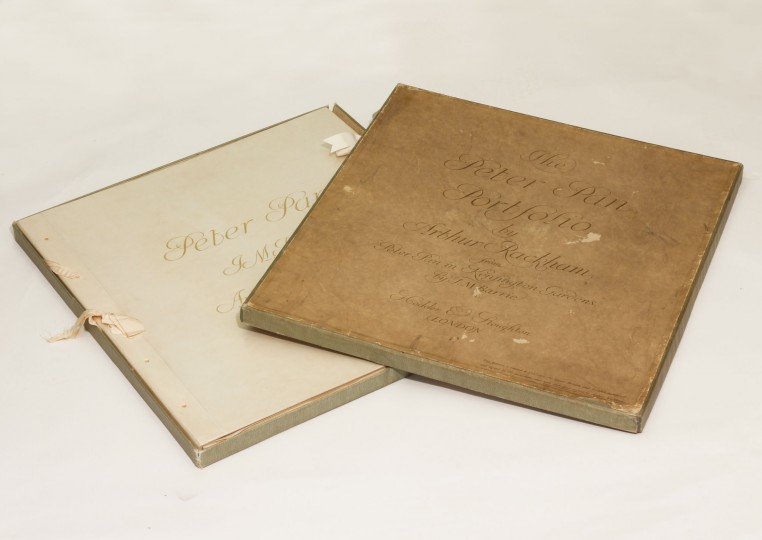 Peter Pan
J.M.
The
Peter Pan
Portfolio
by
Arthur Rackham
from
Peter Pan in Kensington Gardens
by J.M. Barrie
Hodder & Stoughton
LONDON